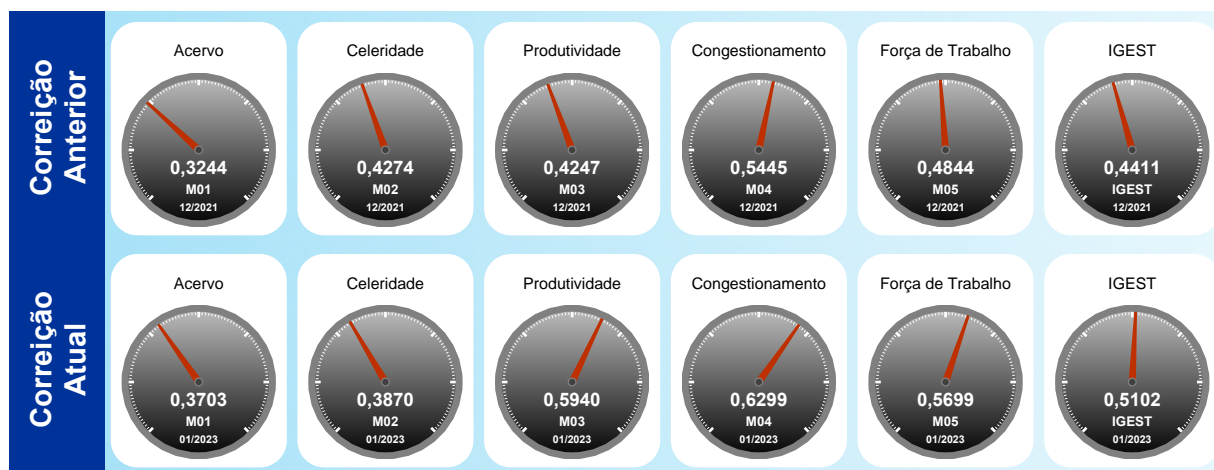 Correição
Anterior
Acervo
0,3244
M01
12/2021
Celeridade
0,4274
M02
12/2021
Produtividade
0,4247
M03
12/2021
Congestionamento
0,5445
M04
12/2021
Força de Trabalho
0,4844
M05
12/2021
IGEST
0,4411
IGEST
12/2021
Correição
Atual
Acervo
0,3703
M01
01/2023
Celeridade
0,3870
M02
01/2023
Produtividade
0,5940
M03
01/2023
Congestionamento
0,6299
M04
01/2023
Força de Trabalho
0,5699
M05
01/2023
IGEST
0,5102
IGEST
01/2023